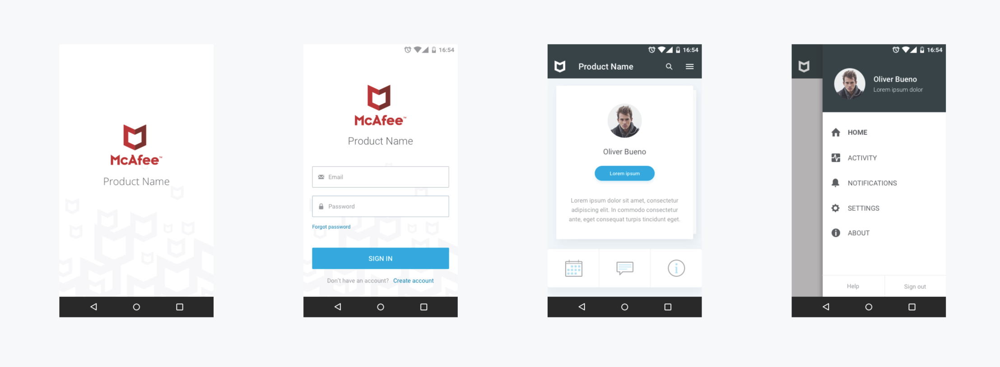 McAfee™
Product Name
16:54
McAfee™
Product Name
Email
Password
Forgot password
SIGN IN
Don't have an account? Create account
16:54
Product Name
Oliver Bueno
Lorem ipsum
Lorem ipsum dolor sit amet, consectetur
adipiscing elit. In commodo consectetur
ante, eget consequat turpis tincidunt eget.
16:54
Oliver Bueno
Lorem ipsum dolor
HOME
ACTIVITY
NOTIFICATIONS
SETTINGS
ABOUT
Help
Sign out